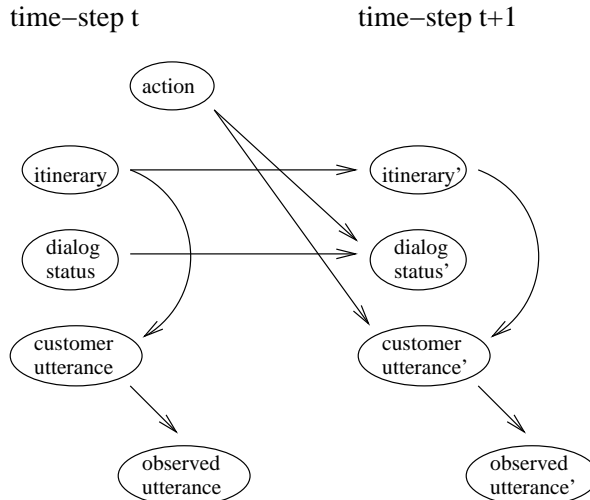 time−step t
time−step t+1
action
itinerary
itinerary’
dialog
status
dialog
status’
customer
utterance
customer
utterance’
observed
utterance
observed
utterance’